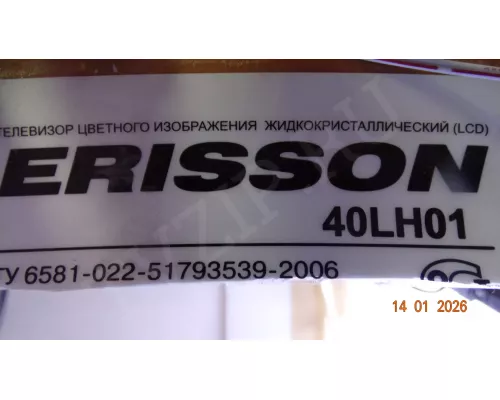 ТЕЛЕВИЗОР ЦВЕТНОГО ИЗОБРАЖЕНИЯ ЖИДКОКРИСТАЛЛИЧЕСКИЙ (LCD)
ERISSON
40LH01
ТУ 6581-022-51793539-2006
14 01 2026